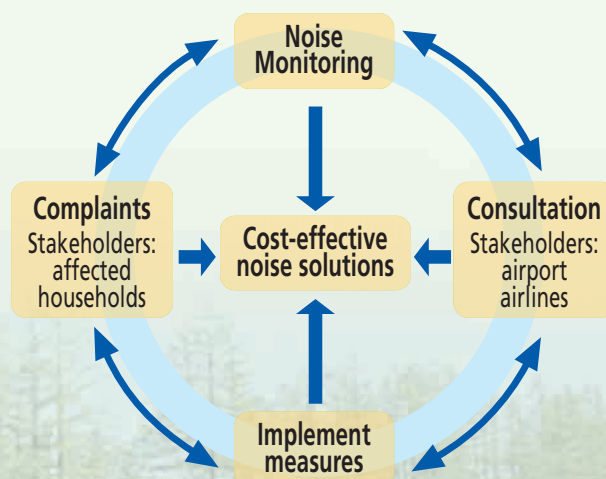 Noise
Monitoring
Complaints
Stakeholders:
affected
households
Cost-effective
noise solutions
Consultation
Stakeholders:
airport
airlines
Implement
measures